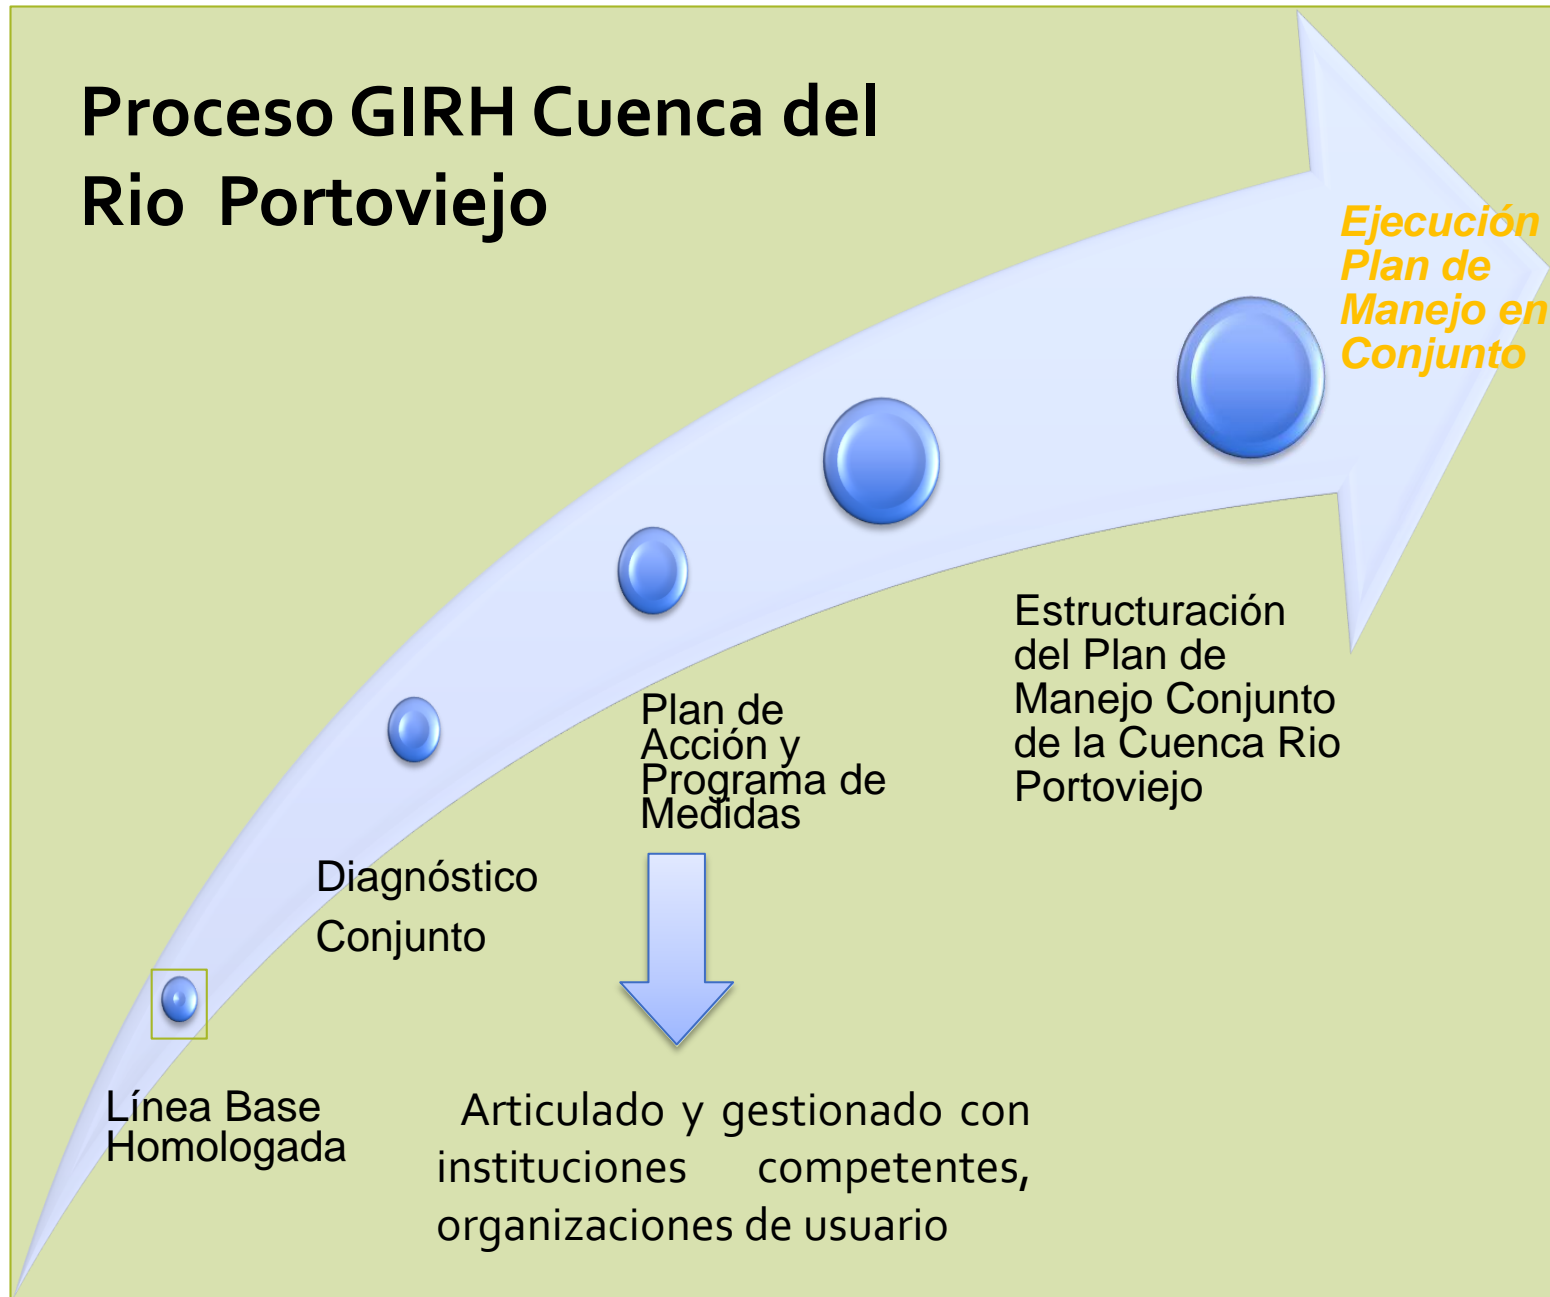 Proceso GIRH Cuenca del
Rio Portoviejo
Línea Base
Homologada
Diagnóstico
Conjunto
Plan de
Acción y
Programa de
Medidas
Articulado y gestionado con
instituciones competentes,
organizaciones de usuario
Estructuración
del Plan de
Manejo Conjunto
de la Cuenca Rio
Portoviejo
Ejecución
Plan de
Manejo en
Conjunto